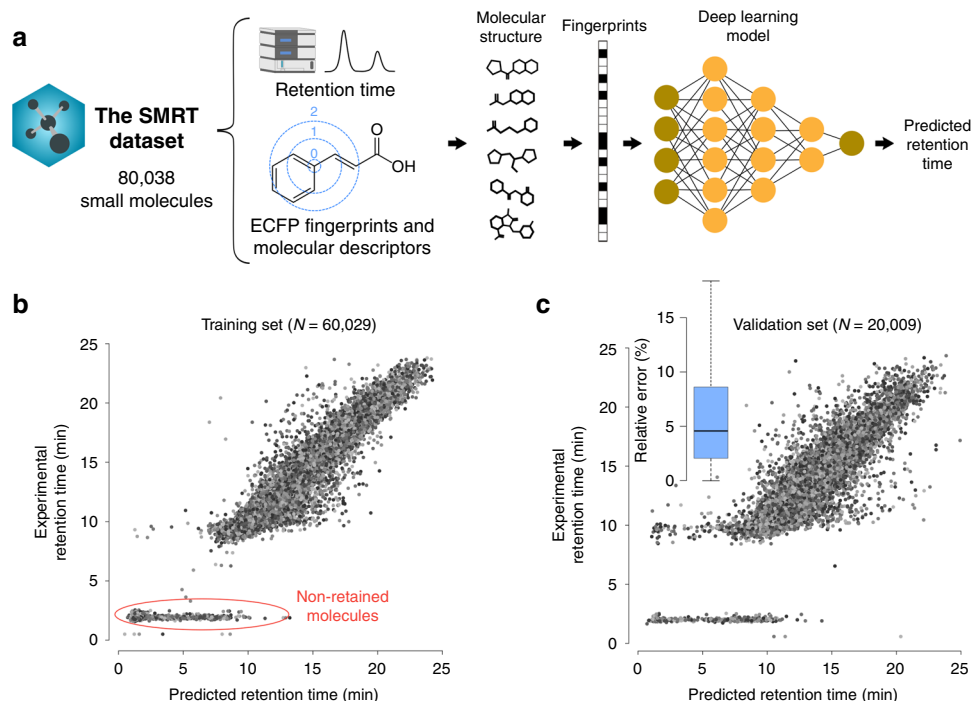 a
The SMRT
dataset
80,038
small molecules
Retention time
2
1
0
O
OH
ECFP fingerprints and
molecular descriptors
Molecular
structure
Fingerprints
Deep learning
model
Predicted
retention
time
b
Training set (N = 60,029)
Experimental
retention time (min)
20
15
10
5
0
Non-retained
molecules
0 5 10 15 20 25
Predicted retention time (min)
c
Validation set (N = 20,009)
Relative error (%)
15
10
5
0
Experimental
retention time (min)
25
20
15
10
5
0
0 5 10 15 20 25
Predicted retention time (min)